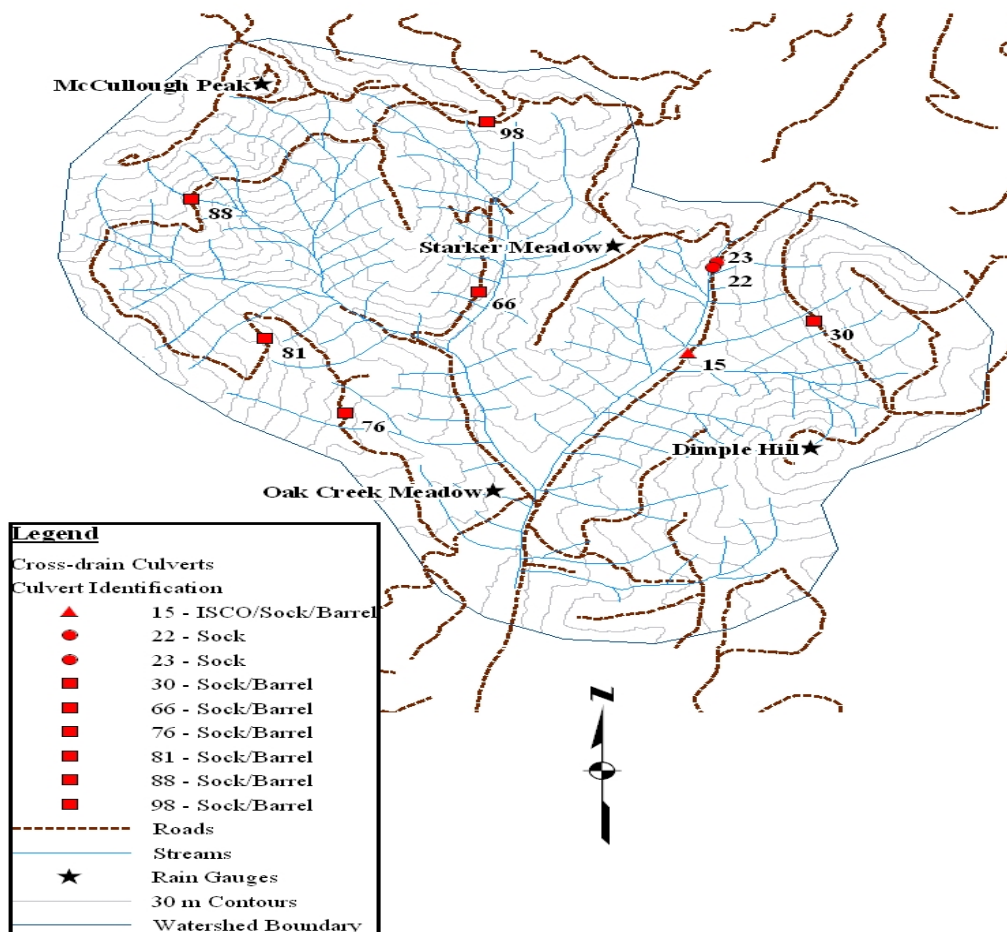 McCullough Peak
98
88
Starker Meadow
23
22
66
30
81
15
76
Dimple Hill
Oak Creek Meadow
Legend
Cross-drain Culverts
Culvert Identification
15 - ISCO/Sock/Barrel
22 - Sock
23 - Sock
30 - Sock/Barrel
66 - Sock/Barrel
76 - Sock/Barrel
81 - Sock/Barrel
88 - Sock/Barrel
98 - Sock/Barrel
Roads
Streams
Rain Gauges
30 m Contours
Watershed Boundary
N